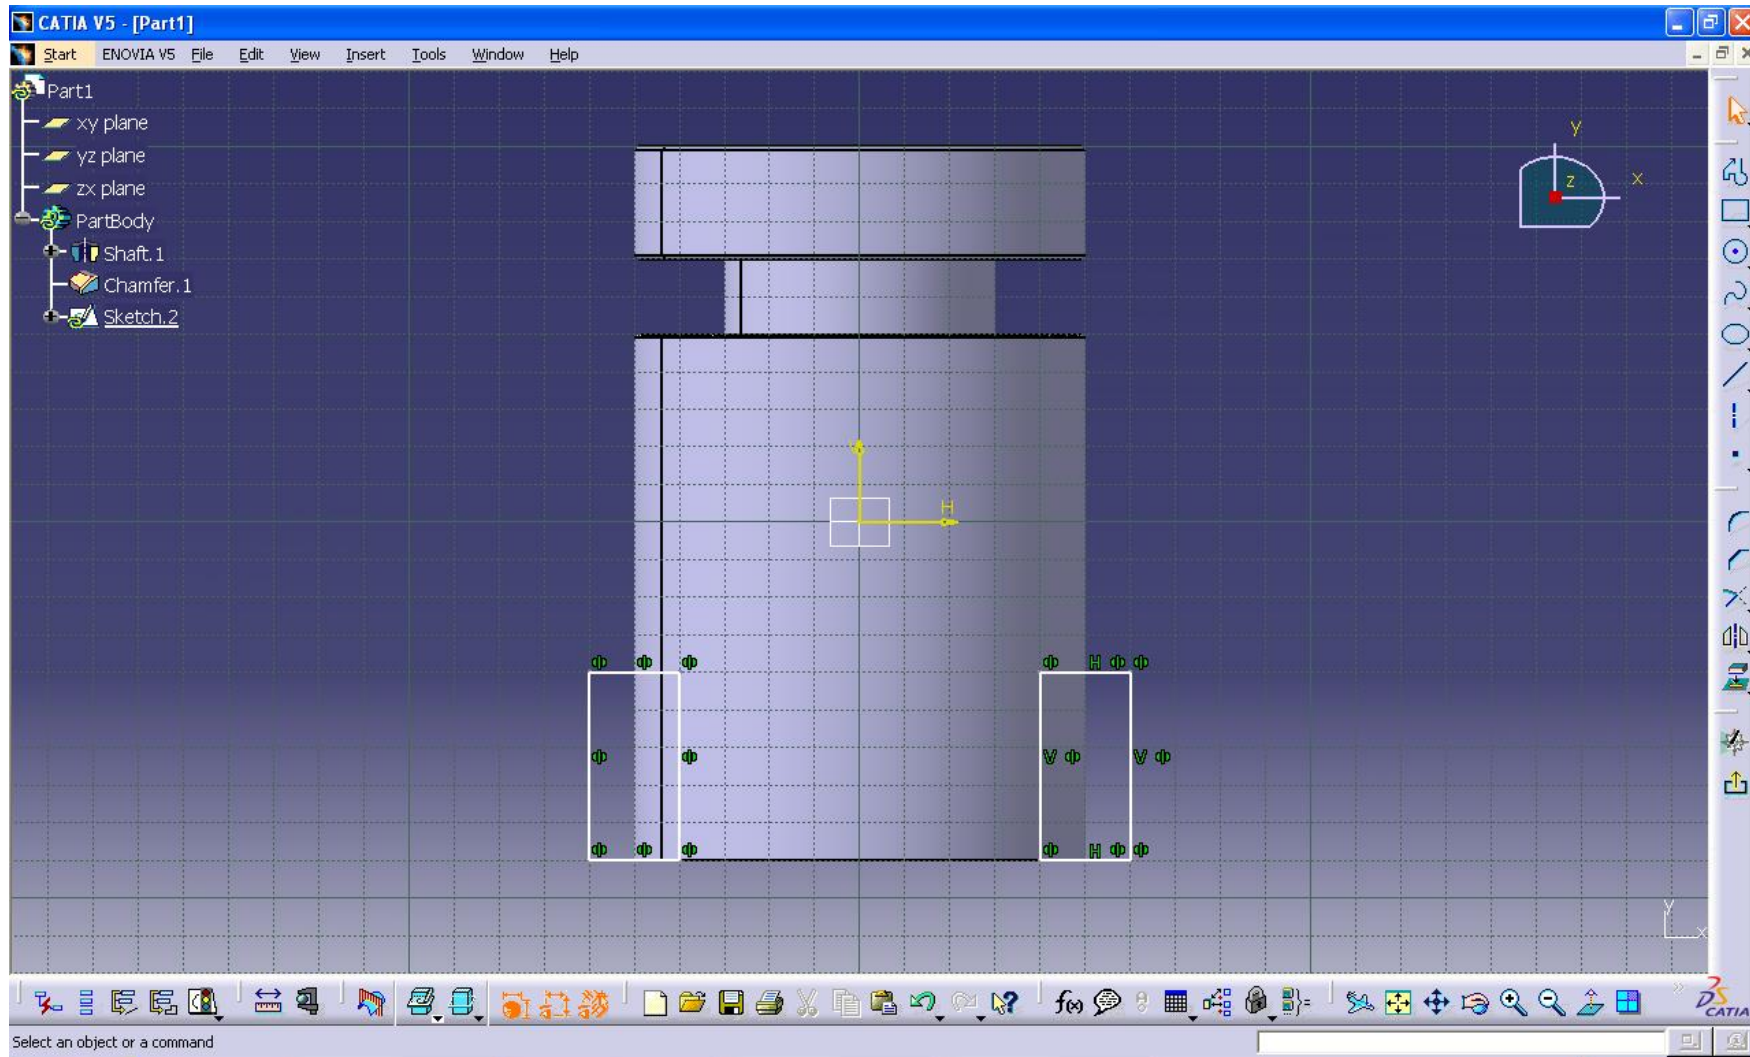 CATIA V5 - [Part1]
Start ENOVIA V5 File Edit View Insert Tools Window Help
Part1
xy plane
yz plane
zx plane
PartBody
Shaft.1
Chamfer.1
Sketch.2
y
z
x
H
H
V
V
H
y
x
f(x)
CATIA
Select an object or a command